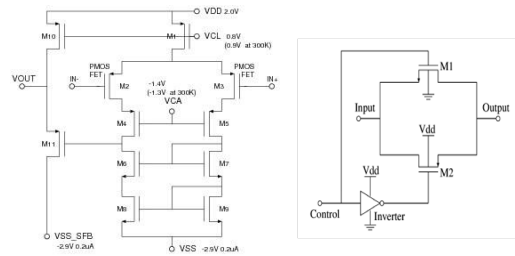 VDD 2.0V
M10
M1
VCL 0.8V
(0.9V at 300K)
VOUT
PMOS FET
PMOS FET
IN-
M2
M3
IN+
-1.4V
(-1.3V at 300K)
VCA
M4
M5
M11
M6
M7
M8
M9
VSS_SFB
-2.9V 0.2uA
VSS -2.9V 0.2uA
M1
Input
Output
Vdd
M2
Vdd
Control
Inverter